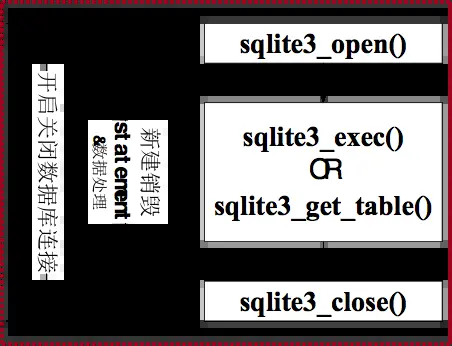 开启关闭数据库连接
新建销毁
statement
&数据处理
sqlite3_open()
sqlite3_exec()
OR
sqlite3_get_table()
sqlite3_close()